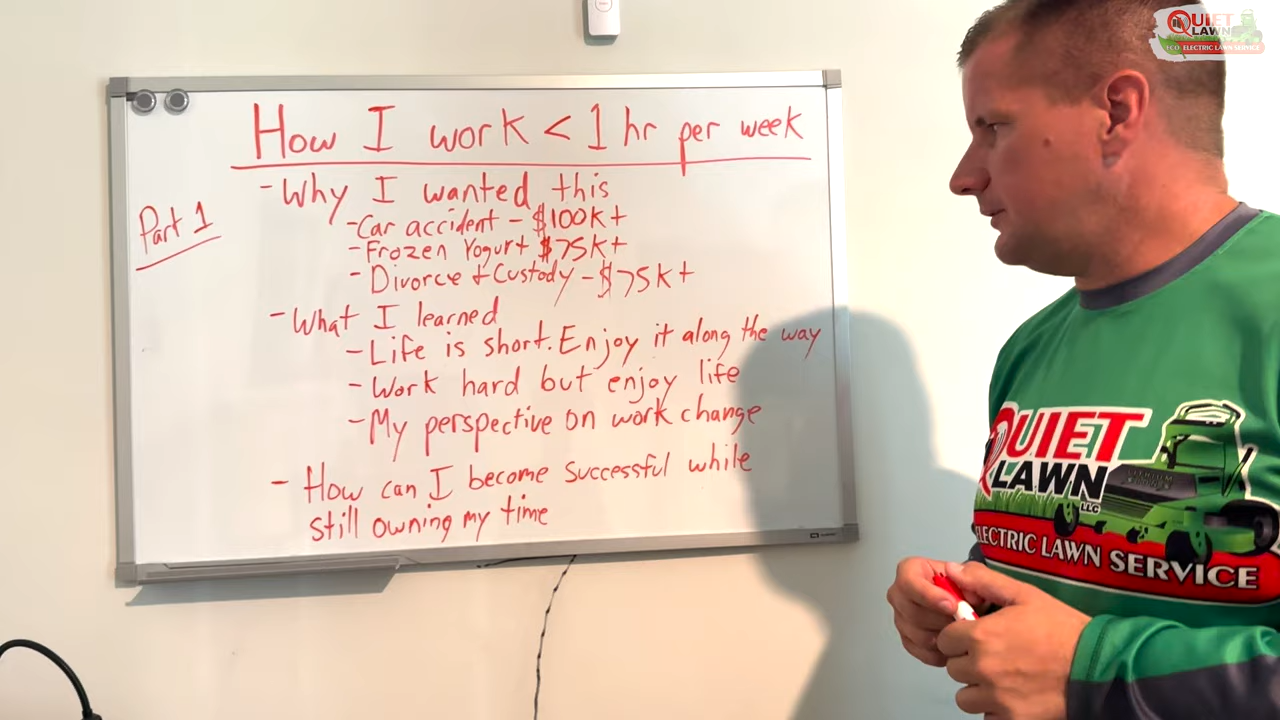 QUIET
LAWN
ECO ELECTRIC LAWN SERVICE
How I work < 1 hr per week
Part 1
- Why I wanted this
- Car accident - $100K+
- Frozen Yogurt $75K+
- Divorce & Custody - $75K+
- What I learned
- Life is short. Enjoy it along the way
- Work hard but enjoy life
- My perspective on work change
- How can I become successful while
still owning my time
QUIET
LAWN
LLC
LITHIUM
ELECTRIC LAWN SERVICE